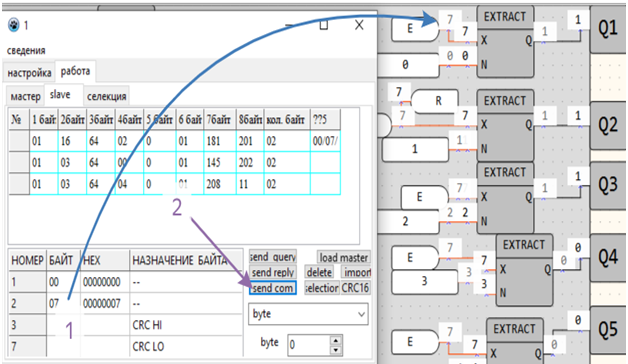 1
сведения
настройка работа
мастер slave селекция
№ 1 байт 2байт 3байт 4байт 5 байт 6 байт 7байт 8байт кол. байт ??5
01 16 64 02 0 01 181 201 02 00/07/
01 03 64 00 0 01 145 202 02
01 03 64 04 0 01 208 11 02
2
НОМЕР БАЙТ HEX НАЗНАЧЕНИЕ БАЙТА
1 00 00000000 --
2 07 00000007 --
3 CRC HI
7 CRC LO
1
send query load master
send reply delete import
send com selection CRC16
byte
byte 0
E 7 7 EXTRACT X Q 1 1 Q1
0 0 0 N
7 R EXTRACT
7 7 X Q 1 1 Q2
1 1 N
EXTRACT
E 7 X Q 1 1 Q3
2 2 2 N
EXTRACT
E 7 7 X Q 0 0 Q4
3 3 3 N
EXTRACT
E 7 7 X Q 0 0 Q5